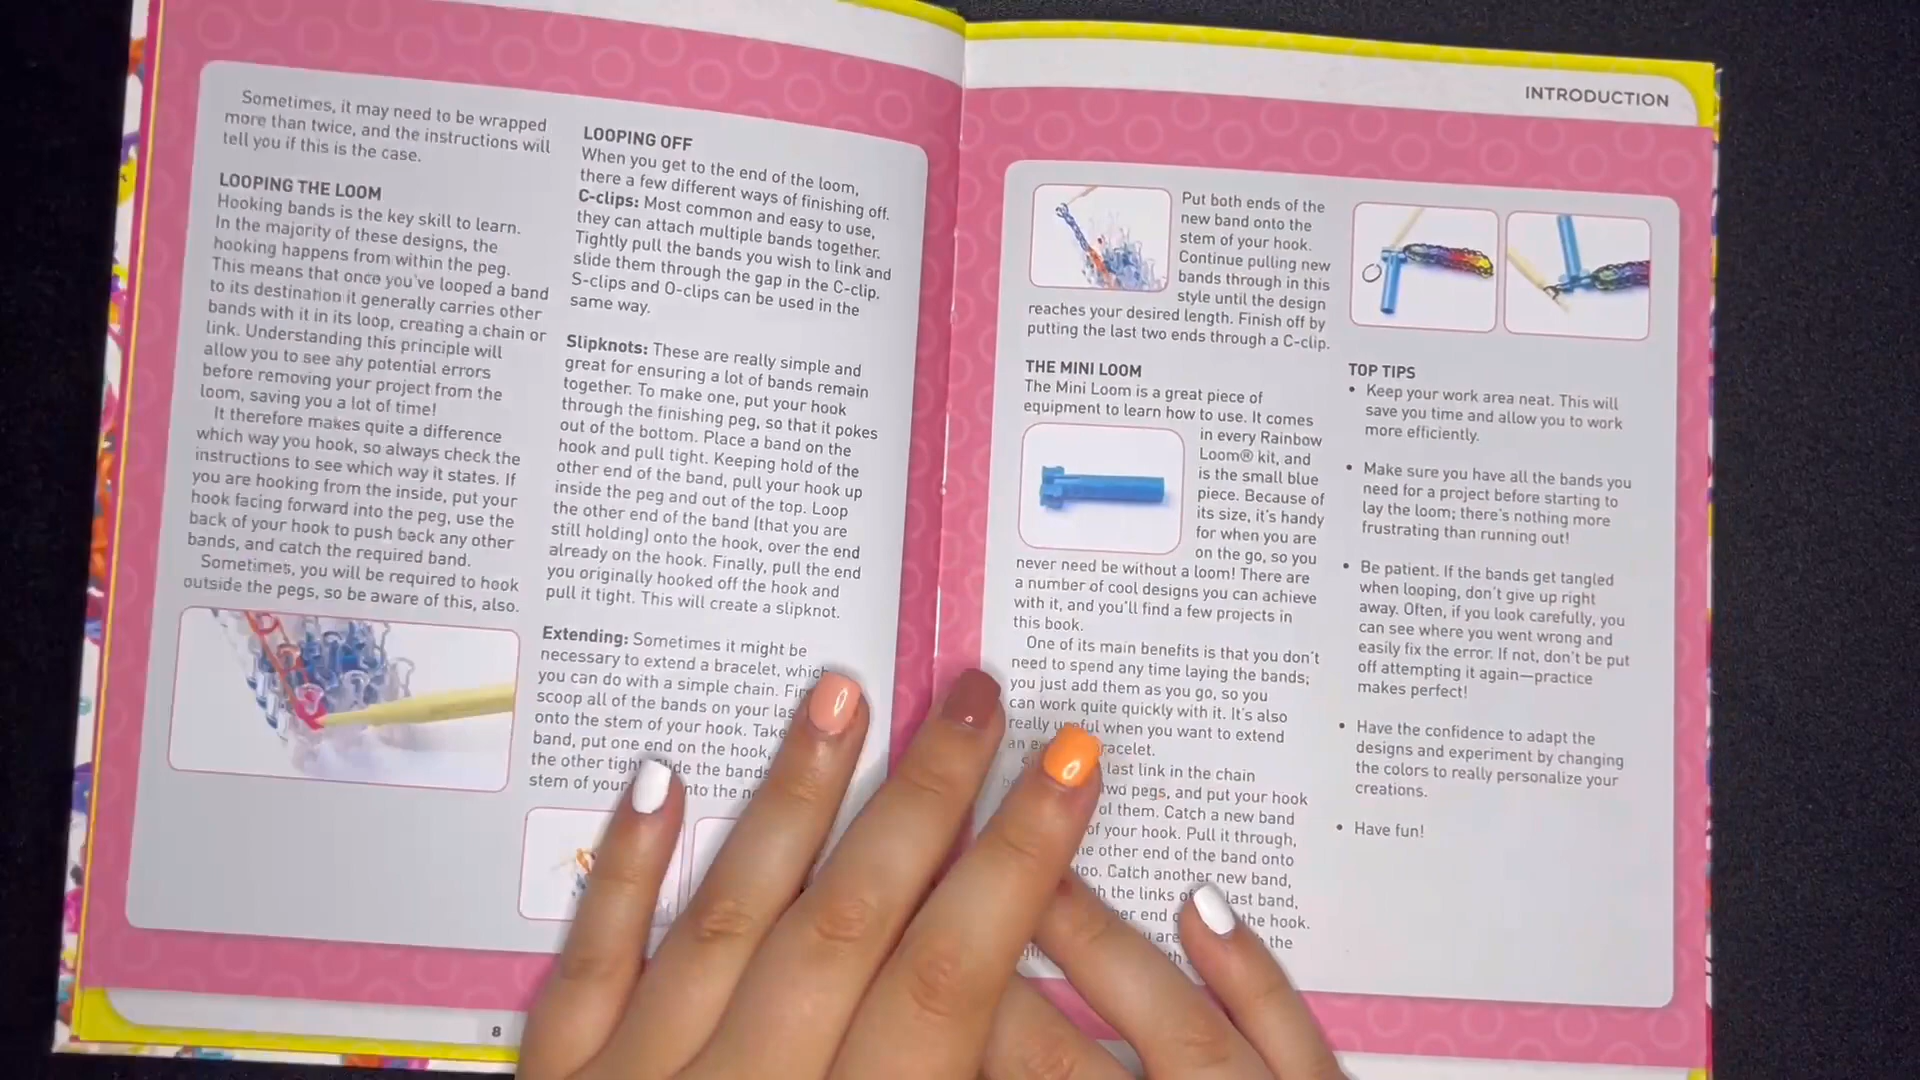 Sometimes, it may need to be wrapped
more than twice, and the instructions will
tell you if this is the case.
LOOPING THE LOOM
Hooking bands is the key skill to learn.
In the majority of these designs, the
hooking happens from within the peg.
This means that once you've looped a band
to its destination it generally carries other
bands with it in its loop, creating a chain or
link. Understanding this principle will
allow you to see any potential errors
before removing your project from the
loom, saving you a lot of time!
It therefore makes quite a difference
which way you hook, so always check the
instructions to see which way it states. If
you are hooking from the inside, put your
hook facing forward into the peg, use the
back of your hook to push back any other
bands, and catch the required band.
Sometimes, you will be required to hook
outside the pegs, so be aware of this, also.
LOOPING OFF
When you get to the end of the loom,
there a few different ways of finishing off.
C-clips: Most common and easy to use,
they can attach multiple bands together.
Tightly pull the bands you wish to link and
slide them through the gap in the C-clip.
S-clips and O-clips can be used in the
same way.
Slipknots: These are really simple and
great for ensuring a lot of bands remain
together. To make one, put your hook
through the finishing peg, so that it pokes
out of the bottom. Place a band on the
hook and pull tight. Keeping hold of the
other end of the band, pull your hook up
inside the peg and out of the top. Loop
the other end of the band (that you are
still holding) onto the hook, over the end
already on the hook. Finally, pull the end
you originally hooked off the hook and
pull it tight. This will create a slipknot.
Extending: Sometimes it might be
necessary to extend a bracelet, which
you can do with a simple chain.
scoop all of the bands on your
onto the stem of your hook. Take
band, put one end on the hook,
the other the bands
stem of your the
8
INTRODUCTION
Put both ends of the
new band onto the
stem of your hook.
Continue pulling new
bands through in this
style until the design
reaches your desired length. Finish off by
putting the last two ends through a C-clip.
THE MINI LOOM
The Mini Loom is a great piece of
equipment to learn how to use. It comes
in every Rainbow
Loom® kit, and
is the small blue
piece. Because of
its size, it's handy
for when you are
on the go, so you
never need be without a loom! There are
a number of cool designs you can achieve
with it, and you'll find a few projects in
this book.
One of its main benefits is that you don't
need to spend any time laying the bands;
you just add them as you go, so you
can work quite quickly with it. It's also
really useful when you want to extend
an bracelet.
last link in the chain
two pegs, and put your hook
of them. Catch a new band
of your hook. Pull it through,
other end of the band onto
too. Catch another new band,
the links of last band,
end the hook.
are the
TOP TIPS
• Keep your work area neat. This will
save you time and allow you to work
more efficiently.
• Make sure you have all the bands you
need for a project before starting to
lay the loom; there's nothing more
frustrating than running out!
• Be patient. If the bands get tangled
when looping, don't give up right
away. Often, if you look carefully, you
can see where you went wrong and
easily fix the error. If not, don't be put
off attempting it again—practice
makes perfect!
• Have the confidence to adapt the
designs and experiment by changing
the colors to really personalize your
creations.
• Have fun!